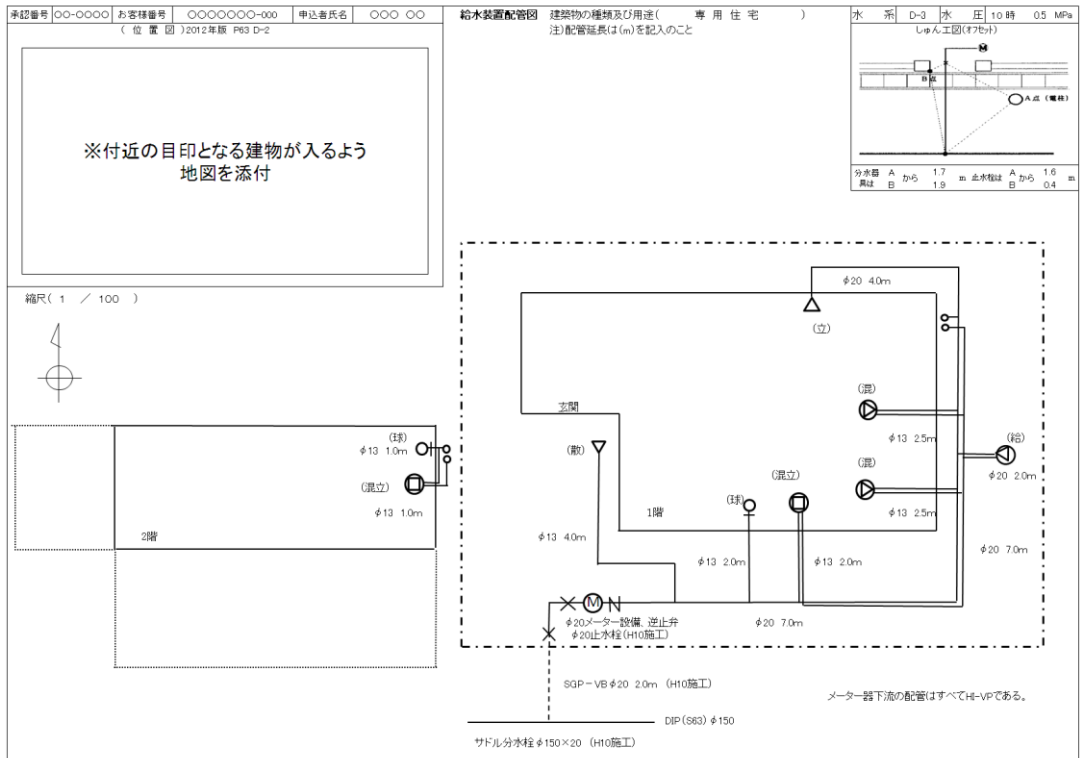 承認番号 〇〇-〇〇〇〇 お客様番号 〇〇〇〇〇〇〇-000 申込者氏名 〇〇〇 〇〇
( 位 置 図 )2012年版 P63 D-2
※付近の目印となる建物が入るよう
地図を添付
縮尺( 1 / 100 )
給水装置配管図 建築物の種類及び用途( 専 用 住 宅 )
注)配管延長は(m)を記入のこと
水 系 D-3 水 圧 10 時 0.5 MPa
しゅん工図(オフセット)
M
B 点
A 点 (電柱)
分水器具は A B から 1.7 1.9 m 止水栓は A B から 1.6 0.4 m
(球)
φ13 1.0m
(混立)
φ13 1.0m
2階
φ20 4.0m
(立)
玄関
(混)
φ13 2.5m
(散)
(給)
φ20 2.0m
(混)
(混立)
(球)
1階
φ13 2.5m
φ13 4.0m
φ20 7.0m
φ13 2.0m
φ13 2.0m
M N
φ20メーター設備、逆止弁
φ20止水栓(H10施工)
φ20 7.0m
SGP-VBφ20 2.0m (H10施工)
メーター器下流の配管はすべてHI-VPである。
DIP(S63)φ150
サドル分水栓φ150×20 (H10施工)